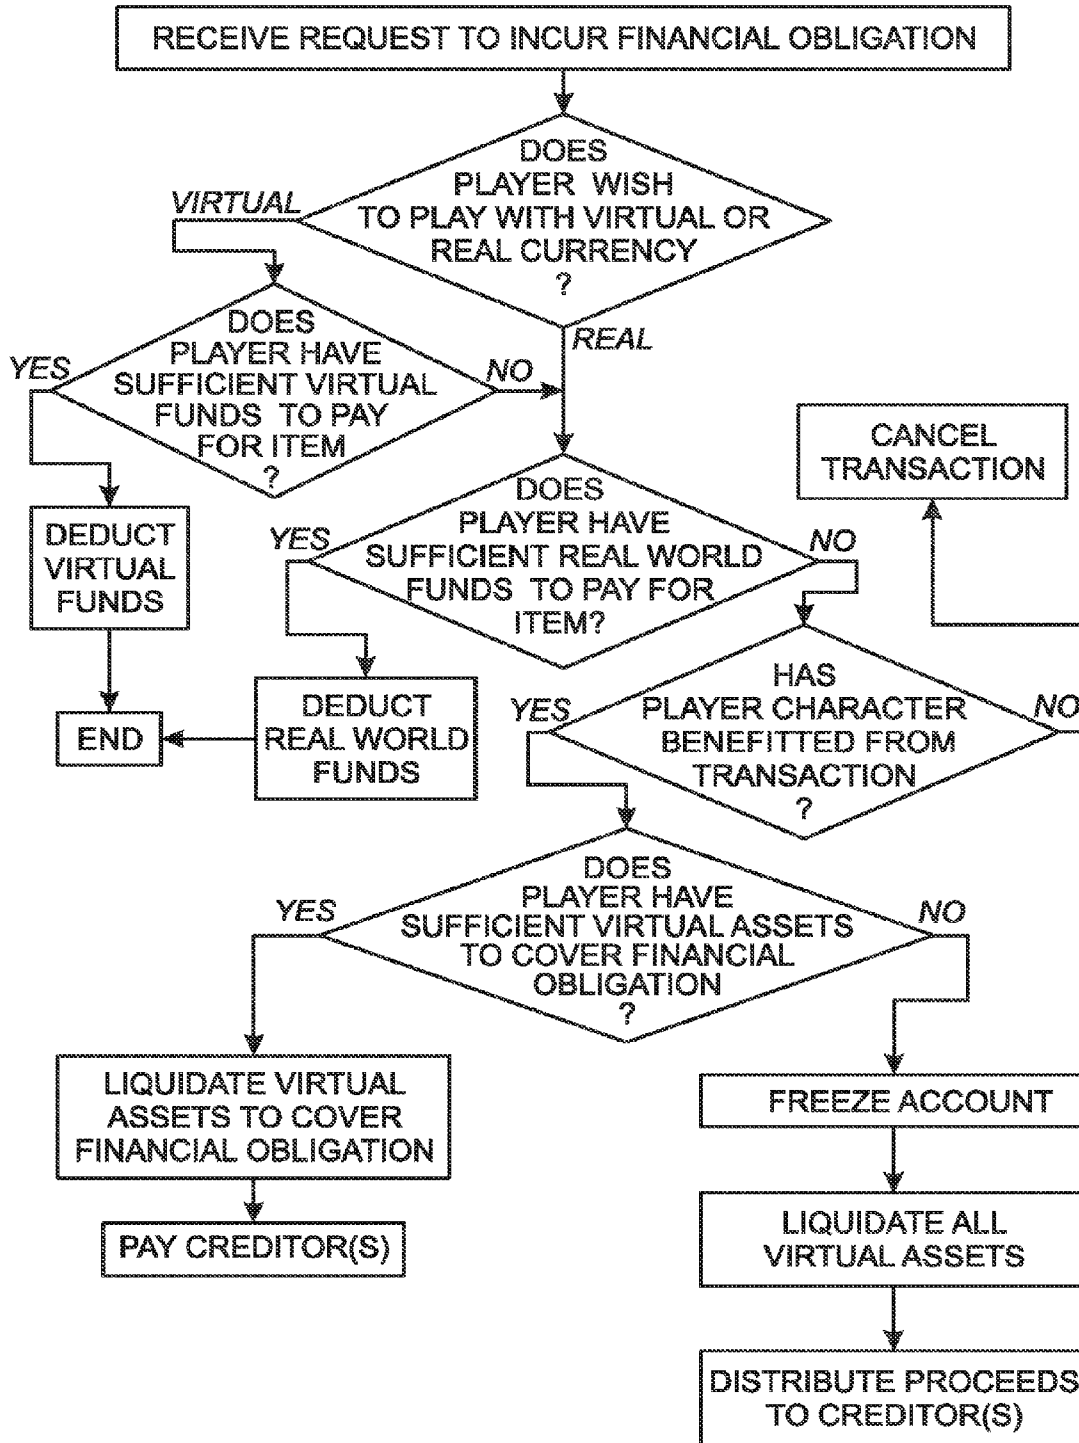 RECEIVE REQUEST TO INCUR FINANCIAL OBLIGATION
DOES
PLAYER WISH
TO PLAY WITH VIRTUAL OR
REAL CURRENCY
?
VIRTUAL
REAL
DOES
PLAYER HAVE
SUFFICIENT VIRTUAL
FUNDS TO PAY
FOR ITEM
?
YES
NO
CANCEL
TRANSACTION
DEDUCT
VIRTUAL
FUNDS
DOES
PLAYER HAVE
SUFFICIENT REAL WORLD
FUNDS TO PAY FOR
ITEM?
YES
NO
END
DEDUCT
REAL WORLD
FUNDS
HAS
PLAYER CHARACTER
BENEFITTED FROM
TRANSACTION
?
YES
NO
DOES
PLAYER HAVE
SUFFICIENT VIRTUAL ASSETS
TO COVER FINANCIAL
OBLIGATION
?
YES
NO
LIQUIDATE VIRTUAL
ASSETS TO COVER
FINANCIAL OBLIGATION
PAY CREDITOR(S)
FREEZE ACCOUNT
LIQUIDATE ALL
VIRTUAL ASSETS
DISTRIBUTE PROCEEDS
TO CREDITOR(S)